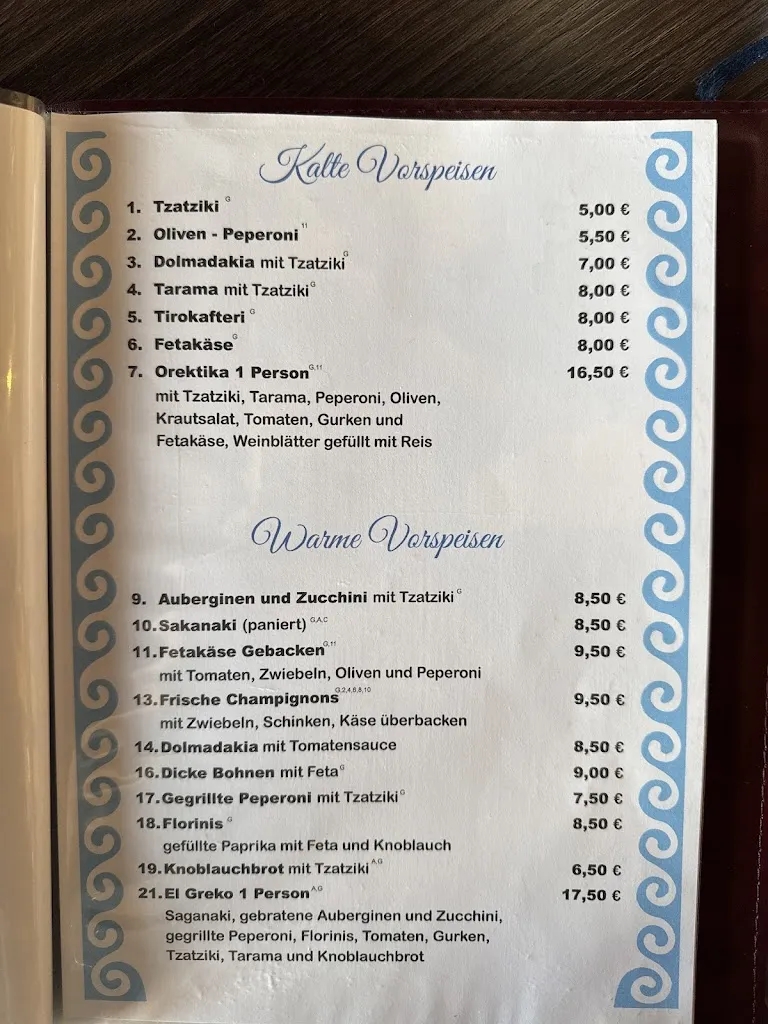 Kalte Vorspeisen
1. Tzatziki G 5,00 €
2. Oliven - Peperoni 11 5,50 €
3. Dolmadakia mit Tzatziki G 7,00 €
4. Tarama mit Tzatziki G 8,00 €
5. Tirokafteri G 8,00 €
6. Fetakäse G 8,00 €
7. Orektika 1 Person G,11 16,50 €
mit Tzatziki, Tarama, Peperoni, Oliven,
Krautsalat, Tomaten, Gurken und
Fetakäse, Weinblätter gefüllt mit Reis
Warme Vorspeisen
9. Auberginen und Zucchini mit Tzatziki G 8,50 €
10. Sakanaki (paniert) G,A,C 8,50 €
11. Fetakäse Gebacken G,11 9,50 €
mit Tomaten, Zwiebeln, Oliven und Peperoni
13. Frische Champignons G,2,4,6,8,10 9,50 €
mit Zwiebeln, Schinken, Käse überbacken
14. Dolmadakia mit Tomatensauce 8,50 €
16. Dicke Bohnen mit Feta G 9,00 €
17. Gegrillte Peperoni mit Tzatziki G 7,50 €
18. Florinis G 8,50 €
gefüllte Paprika mit Feta und Knoblauch
19. Knoblauchbrot mit Tzatziki A,G 6,50 €
21. El Greko 1 Person A,G 17,50 €
Saganaki, gebratene Auberginen und Zucchini,
gegrillte Peperoni, Florinis, Tomaten, Gurken,
Tzatziki, Tarama und Knoblauchbrot